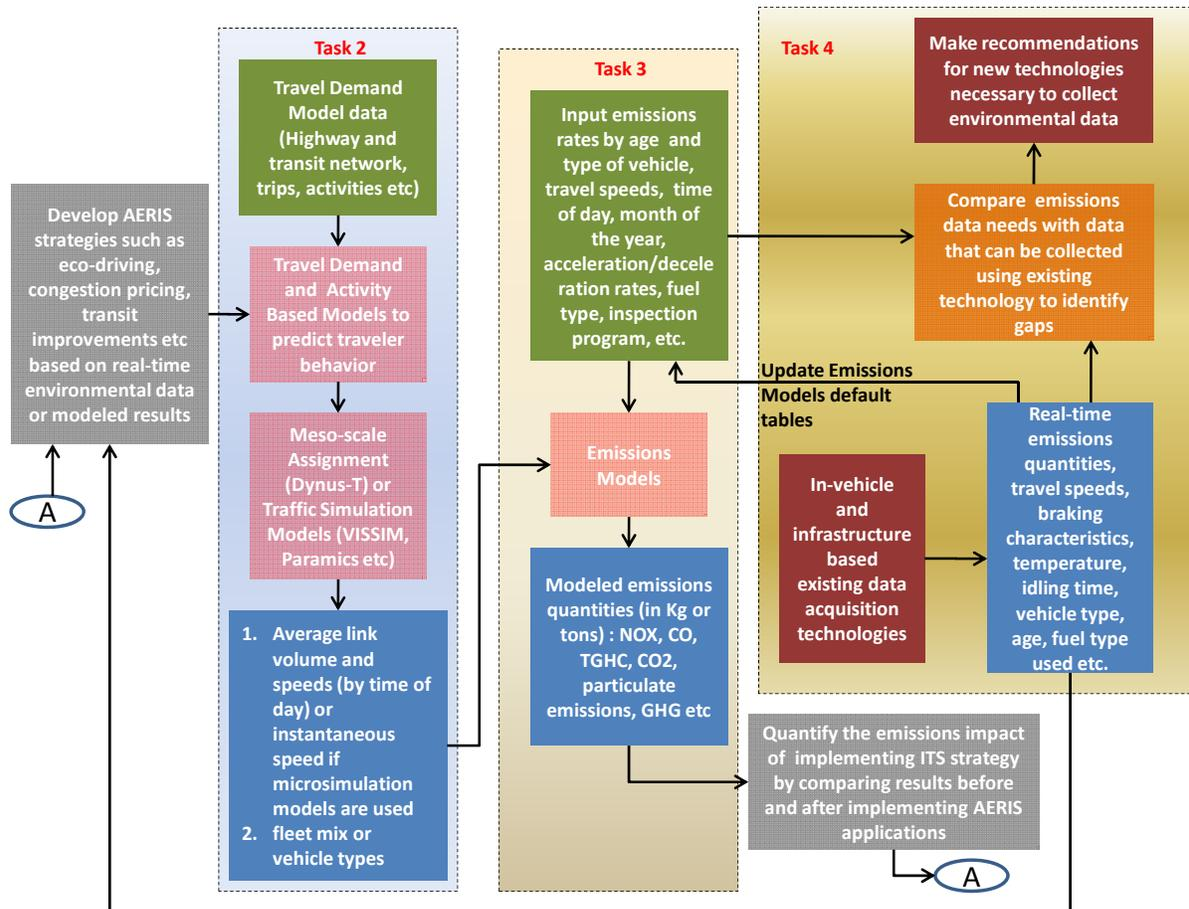 Develop AERIS
strategies such as
eco-driving,
congestion pricing,
transit
improvements etc
based on real-time
environmental data
or modeled results
A
Task 2
Travel Demand
Model data
(Highway and
transit network,
trips, activities etc)
Travel Demand
and Activity
Based Models to
predict traveler
behavior
Meso-scale
Assignment
(Dynus-T) or
Traffic Simulation
Models (VISSIM,
Paramics etc)
1. Average link
volume and
speeds (by time of
day) or
instantaneous
speed if
microsimulation
models are used
2. fleet mix or
vehicle types
Task 3
Input emissions
rates by age and
type of vehicle,
travel speeds, time
of day, month of
the year,
acceleration/decele
ration rates, fuel
type, inspection
program, etc.
Emissions
Models
Modeled emissions
quantities (in Kg or
tons) : NOX, CO,
TGHC, CO2,
particulate
emissions, GHG etc
Task 4
Make recommendations
for new technologies
necessary to collect
environmental data
Compare emissions
data needs with data
that can be collected
using existing
technology to identify
gaps
Update Emissions
Models default
tables
In-vehicle
and
infrastructure
based
existing data
acquisition
technologies
Real-time
emissions
quantities,
travel speeds,
braking
characteristics,
temperature,
idling time,
vehicle type,
age, fuel type
used etc.
Quantify the emissions impact
of implementing ITS strategy
by comparing results before
and after implementing AERIS
applications
A